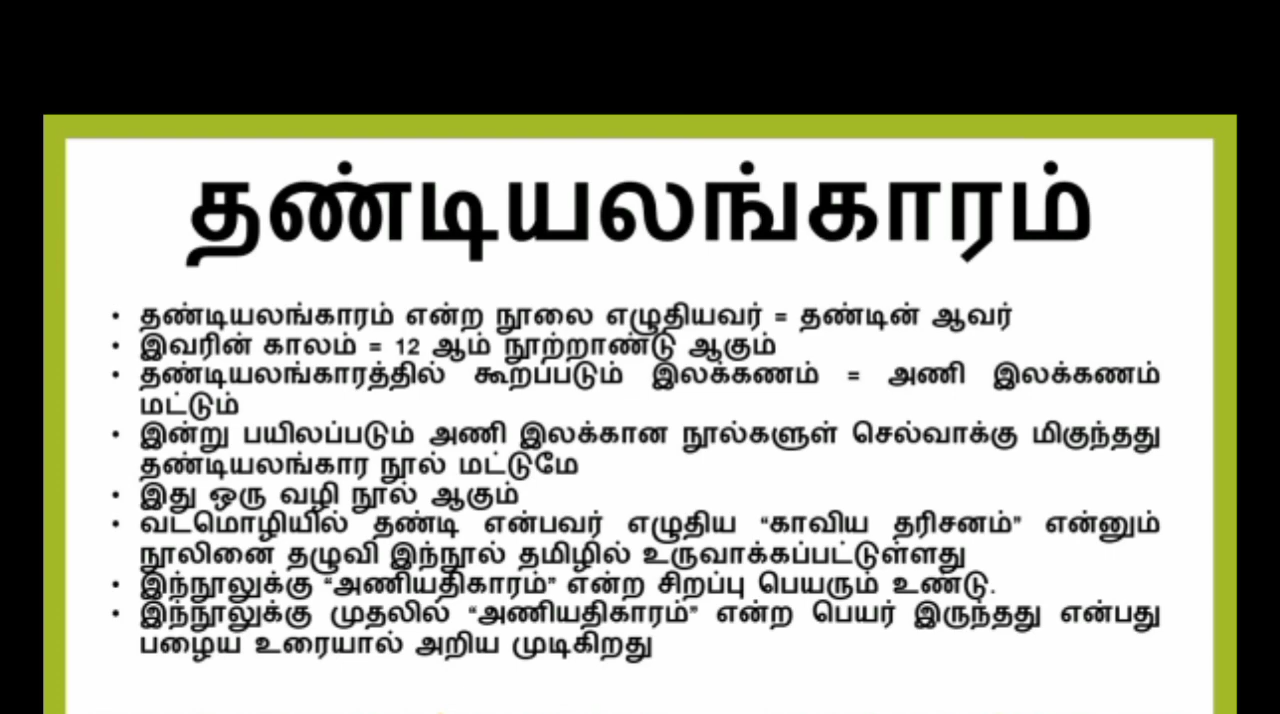 தண்டியலங்காரம்
• தண்டியலங்காரம் என்ற நூலை எழுதியவர் = தண்டின் ஆவர்
• இவரின் காலம் = 12 ஆம் நூற்றாண்டு ஆகும்
• தண்டியலங்காரத்தில் கூறப்படும் இலக்கணம் = அணி இலக்கணம்
மட்டும்
• இன்று பயிலப்படும் அணி இலக்கான நூல்களுள் செல்வாக்கு மிகுந்தது
தண்டியலங்கார நூல் மட்டுமே
• இது ஒரு வழி நூல் ஆகும்
• வடமொழியில் தண்டி என்பவர் எழுதிய “காவிய தரிசனம்” என்னும்
நூலினை தழுவி இந்நூல் தமிழில் உருவாக்கப்பட்டுள்ளது
• இந்நூலுக்கு “அணியதிகாரம்” என்ற சிறப்பு பெயரும் உண்டு.
• இந்நூலுக்கு முதலில் “அணியதிகாரம்” என்ற பெயர் இருந்தது என்பது
பழைய உரையால் அறிய முடிகிறது